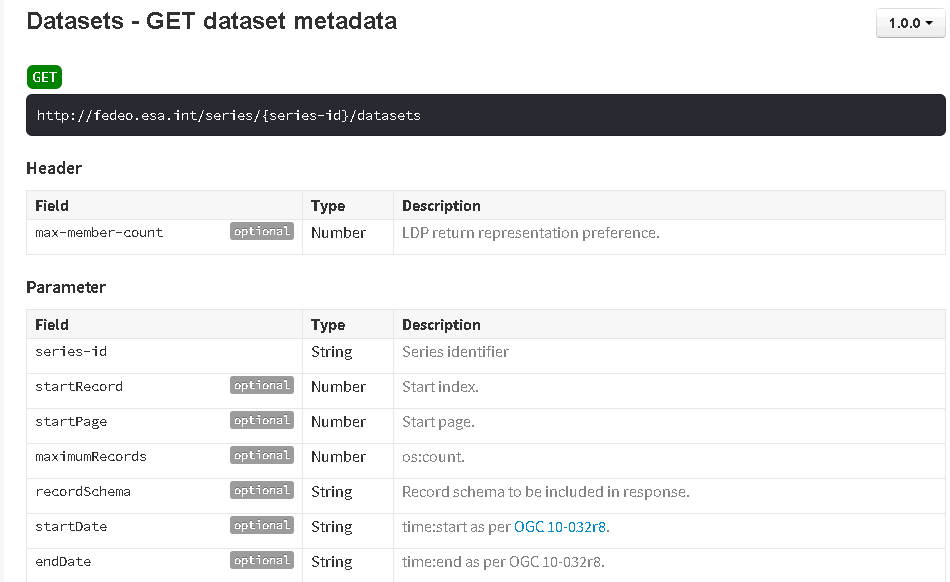 Datasets - GET dataset metadata
1.0.0
GET
http://fedeo.esa.int/series/{series-id}/datasets
Header
Field Type Description
max-member-count optional Number LDP return representation preference.
Parameter
Field Type Description
series-id String Series identifier
startRecord optional Number Start index.
startPage optional Number Start page.
maximumRecords optional Number os:count.
recordSchema optional String Record schema to be included in response.
startDate optional String time:start as per OGC 10-032r8.
endDate optional String time:end as per OGC 10-032r8.